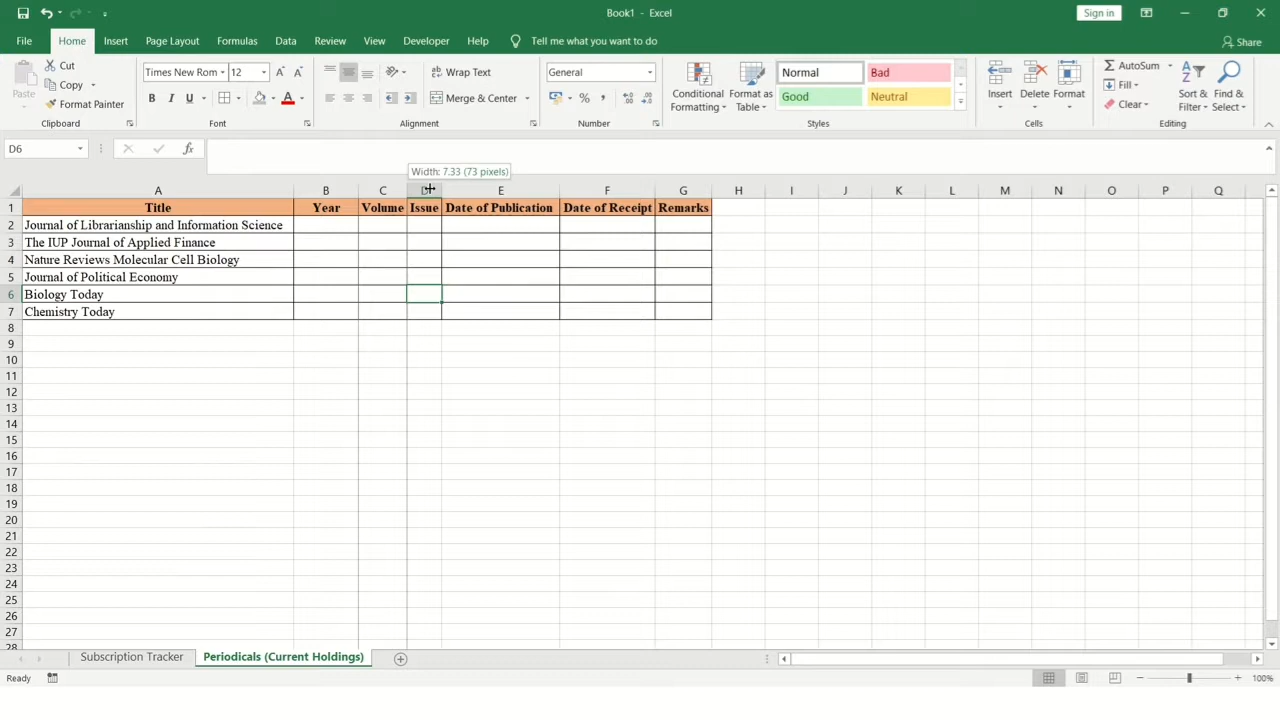 Book1 - Excel
Sign in
File Home Insert Page Layout Formulas Data Review View Developer Help Tell me what you want to do
Share
Paste
Cut
Copy
Format Painter
Clipboard
Times New Rom 12
B I U
Font
Wrap Text
Merge & Center
Alignment
General
Number
Conditional Formatting
Format as Table
Normal Bad
Good Neutral
Styles
Insert Delete Format
Cells
AutoSum
Fill
Clear
Sort & Filter
Find & Select
Editing
D6
fx
Width: 7.33 (73 pixels)
A B C D E F G H I J K L M N O P Q
1 Title Year Volume Issue Date of Publication Date of Receipt Remarks
2 Journal of Librarianship and Information Science
3 The IUP Journal of Applied Finance
4 Nature Reviews Molecular Cell Biology
5 Journal of Political Economy
6 Biology Today
7 Chemistry Today
8
9
10
11
12
13
14
15
16
17
18
19
20
21
22
23
24
25
26
27
28
Subscription Tracker Periodicals (Current Holdings)
Ready
100%